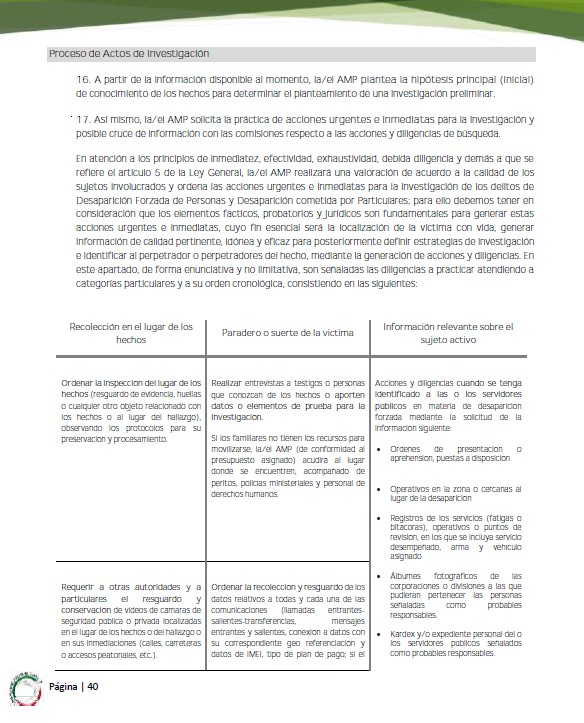 Proceso de Actos de Investigación
16. A partir de la información disponible al momento, la/el AMP plantea la hipótesis principal (inicial)
de conocimiento de los hechos para determinar el planteamiento de una investigación preliminar.
17. Así mismo, la/el AMP solicita la práctica de acciones urgentes e inmediatas para la investigación y
posible cruce de información con las comisiones respecto a las acciones y diligencias de búsqueda.
En atención a los principios de inmediatez, efectividad, exhaustividad, debida diligencia y demás a que se
refiere el artículo 5 de la Ley General, la/el AMP realizará una valoración de acuerdo a la calidad de los
sujetos involucrados y ordena las acciones urgentes e inmediatas para la investigación de los delitos de
Desaparición Forzada de Personas y Desaparición cometida por Particulares; para ello debemos tener en
consideración que los elementos facticos, probatorios y jurídicos son fundamentales para generar estas
acciones urgentes e inmediatas, cuyo fin esencial será la localización de la víctima con vida, generar
información de calidad pertinente, idónea y eficaz para posteriormente definir estrategias de investigación
e identificar al perpetrador o perpetradores del hecho, mediante la generación de acciones y diligencias. En
este apartado, de forma enunciativa y no limitativa, son señaladas las diligencias a practicar atendiendo a
categorías particulares y a su orden cronológica, consistiendo en las siguientes:
Recolección en el lugar de los
hechos
Paradero o suerte de la víctima
Información relevante sobre el
sujeto activo
Ordenar la inspección del lugar de los
hechos (resguardo de evidencia, huellas
o cualquier otro objeto relacionado con
los hechos o al lugar del hallazgo),
observando los protocolos para su
preservación y procesamiento.
Realizar entrevistas a testigos o personas
que conozcan de los hechos o aporten
datos o elementos de prueba para la
investigación.
Si los familiares no tienen los recursos para
movilizarse, la/el AMP (de conformidad al
presupuesto asignado) acudirá al lugar
donde se encuentren, acompañado de
peritos, policías ministeriales y personal de
derechos humanos.
Acciones y diligencias cuando se tenga
identificado a las o los servidores
públicos en materia de desaparición
forzada mediante la solicitud de la
información siguiente:
• Ordenes de presentación o
aprehensión, puestas a disposición
• Operativos en la zona o cercanas al
lugar de la desaparición
• Registros de los servicios (fatigas o
bitácoras), operativos o puntos de
revisión, en los que se incluya servicio
desempeñado, arma y vehículo
asignado
• Álbumes fotográficos de las
corporaciones o divisiones a las que
pudieran pertenecer las personas
señaladas como probables
responsables.
• Kardex y/o expediente personal del o
los servidores públicos señalados
como probables responsables.
Requerir a otras autoridades y a
particulares el resguardo y
conservación de videos de cámaras de
seguridad pública o privada localizadas
en el lugar de los hechos o del hallazgo o
en sus inmediaciones (calles, carreteras
o accesos peatonales, etc.).
Ordenar la recolección y resguardo de los
datos relativos a todas y cada una de las
comunicaciones (llamadas entrantes-
salientes-transferencias, mensajes
entrantes y salientes, conexión a datos con
su correspondiente geo referenciación y
datos de IMEI, tipo de plan de pago; si el
Página | 40